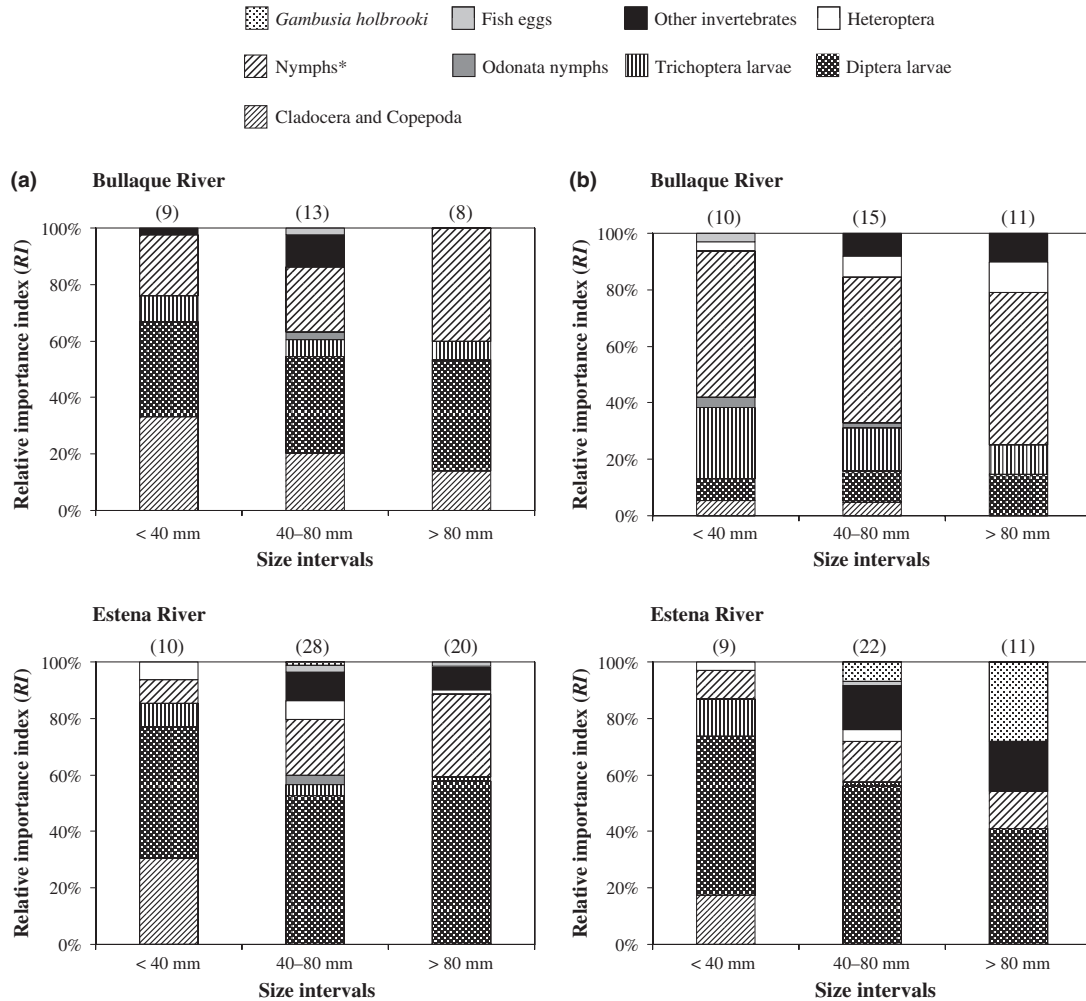 Gambusia holbrooki
Fish eggs
Other invertebrates
Heteroptera
Nymphs*
Odonata nymphs
Trichoptera larvae
Diptera larvae
Cladocera and Copepoda
(a)
Bullaque River
(9)
(13)
(8)
100%
80%
60%
40%
20%
0%
Relative importance index (RI)
< 40 mm
40–80 mm
> 80 mm
Size intervals
(b)
Bullaque River
(10)
(15)
(11)
100%
80%
60%
40%
20%
0%
Relative importance index (RI)
< 40 mm
40–80 mm
> 80 mm
Size intervals
Estena River
(10)
(28)
(20)
100%
80%
60%
40%
20%
0%
Relative importance index (RI)
< 40 mm
40–80 mm
> 80 mm
Size intervals
Estena River
(9)
(22)
(11)
100%
80%
60%
40%
20%
0%
Relative importance index (RI)
< 40 mm
40–80 mm
> 80 mm
Size intervals